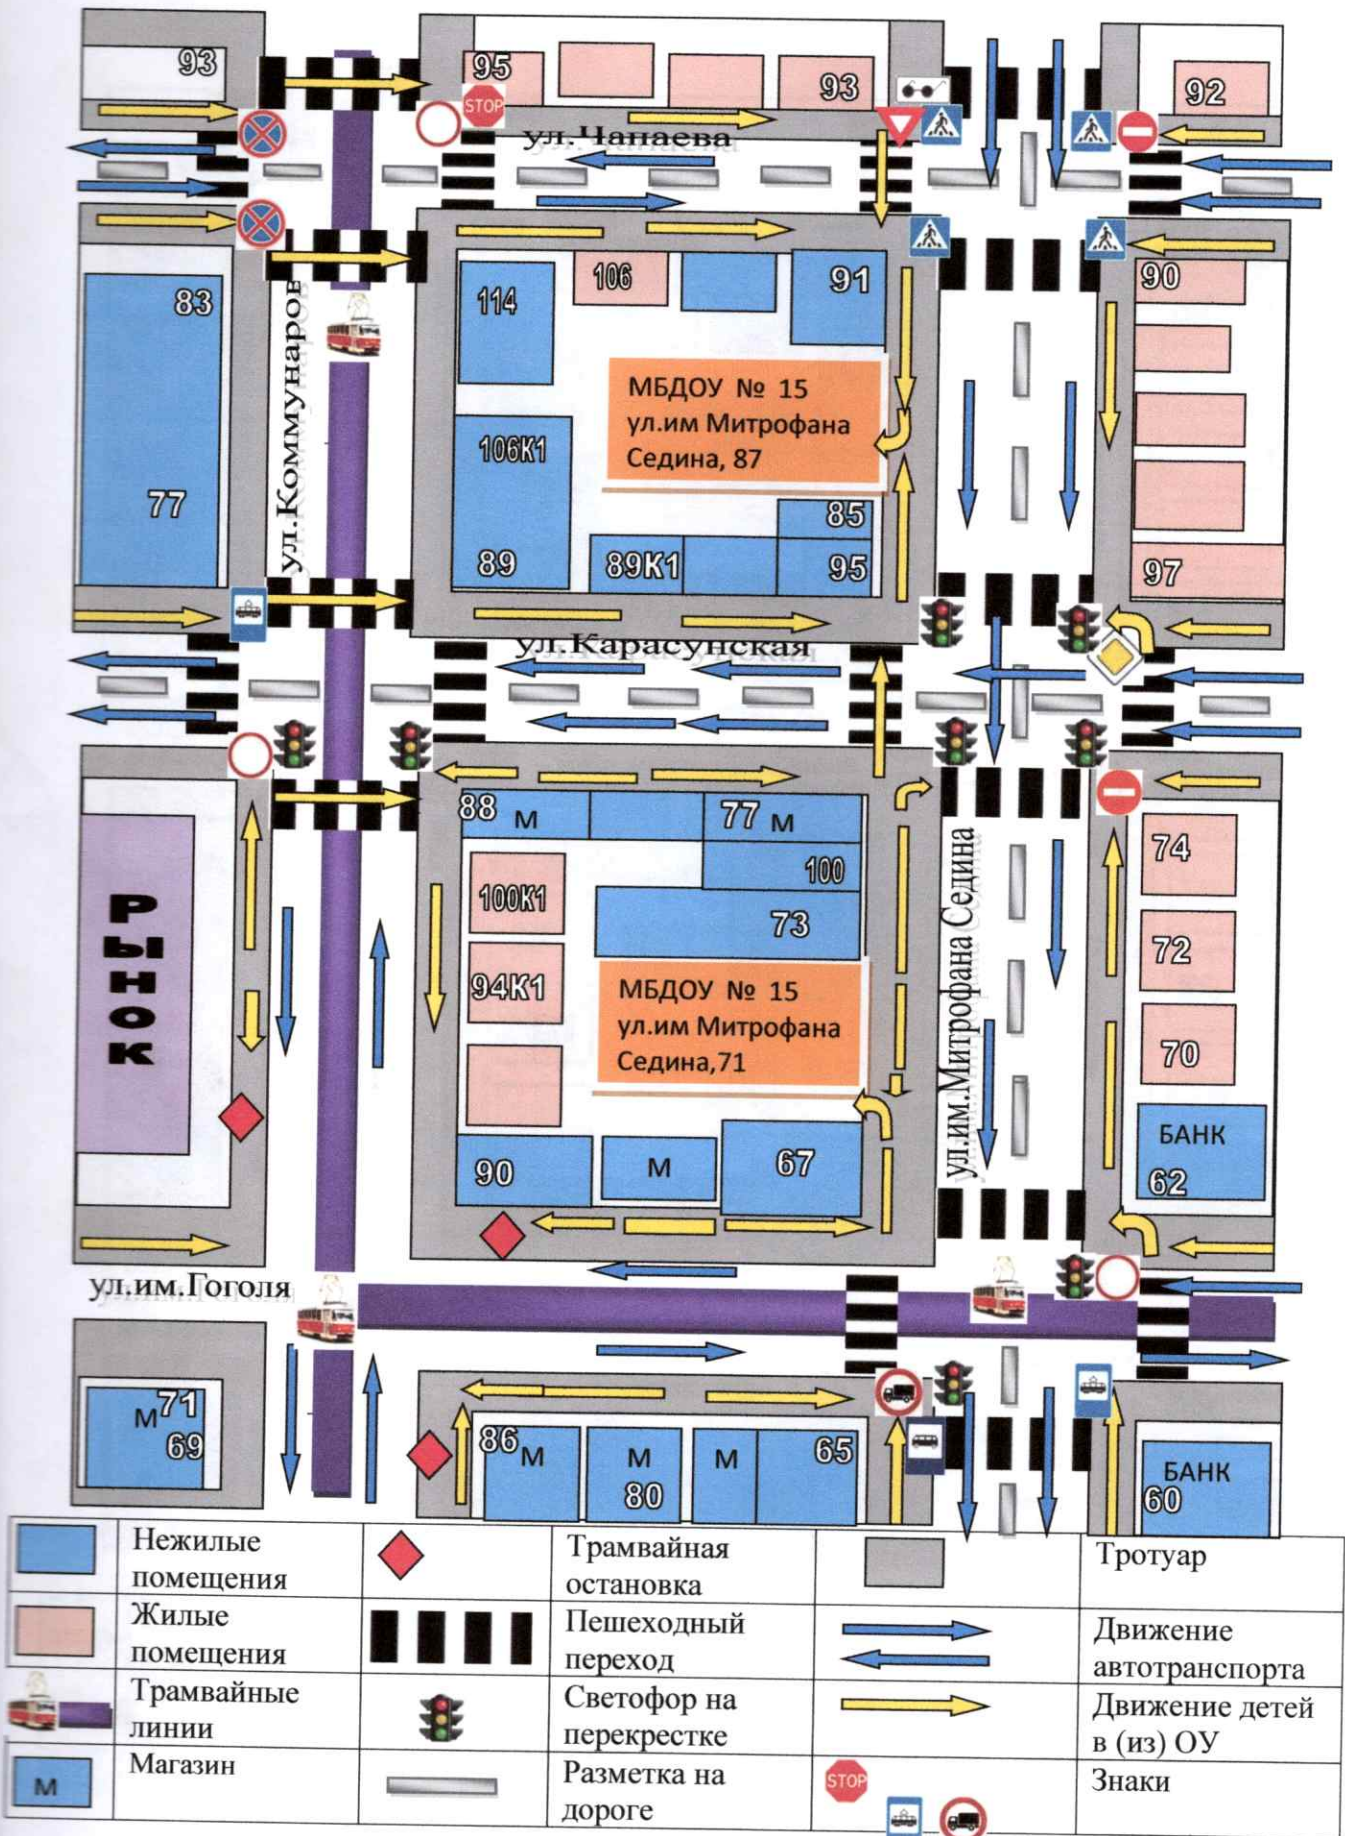 93
95
93
92
STOP
ул.Чапаева
83
77
ул.Коммунаров
114
106
91
90
МБДОУ № 15
ул.им Митрофана
Седина, 87
106К1
89
89К1
85
95
97
ул.Карасунская
РЫНОК
88 М
77 М
100
100К1
73
94К1
МБДОУ № 15
ул.им Митрофана
Седина,71
90
М
67
ул.им.Митрофана Седина
74
72
70
БАНК
62
ул.им.Гоголя
М 71
69
86 М
М
80
М
65
БАНК
60
Нежилые
помещения
Трамвайная
остановка
Тротуар
Жилые
помещения
Пешеходный
переход
Движение
автотранспорта
Трамвайные
линии
Светофор на
перекрестке
Движение детей
в (из) ОУ
М
Магазин
Разметка на
дороге
STOP
Знаки